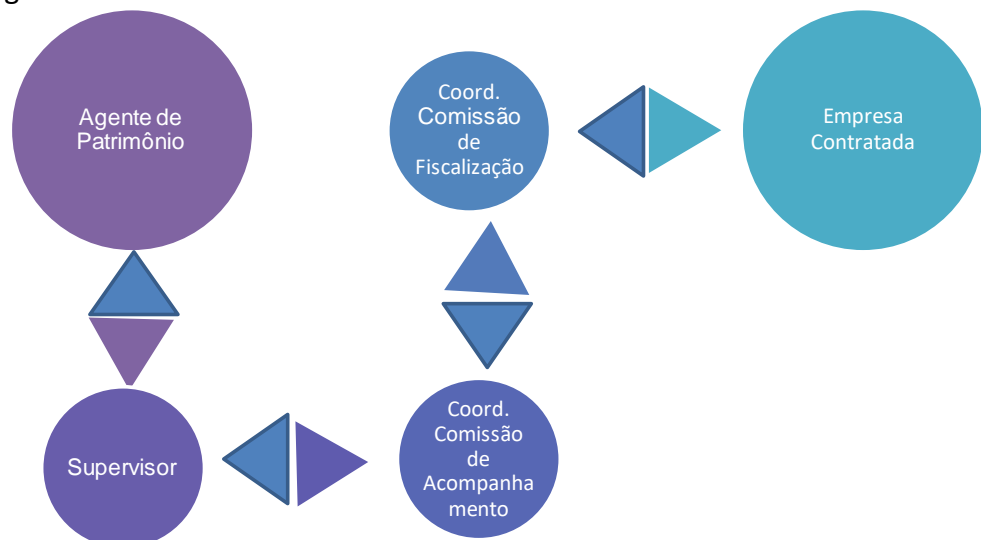 Agente de
Patrimônio
Coord.
Comissão
de
Fiscalização
Empresa
Contratada
Supervisor
Coord.
Comissão
de
Acompanha
mento